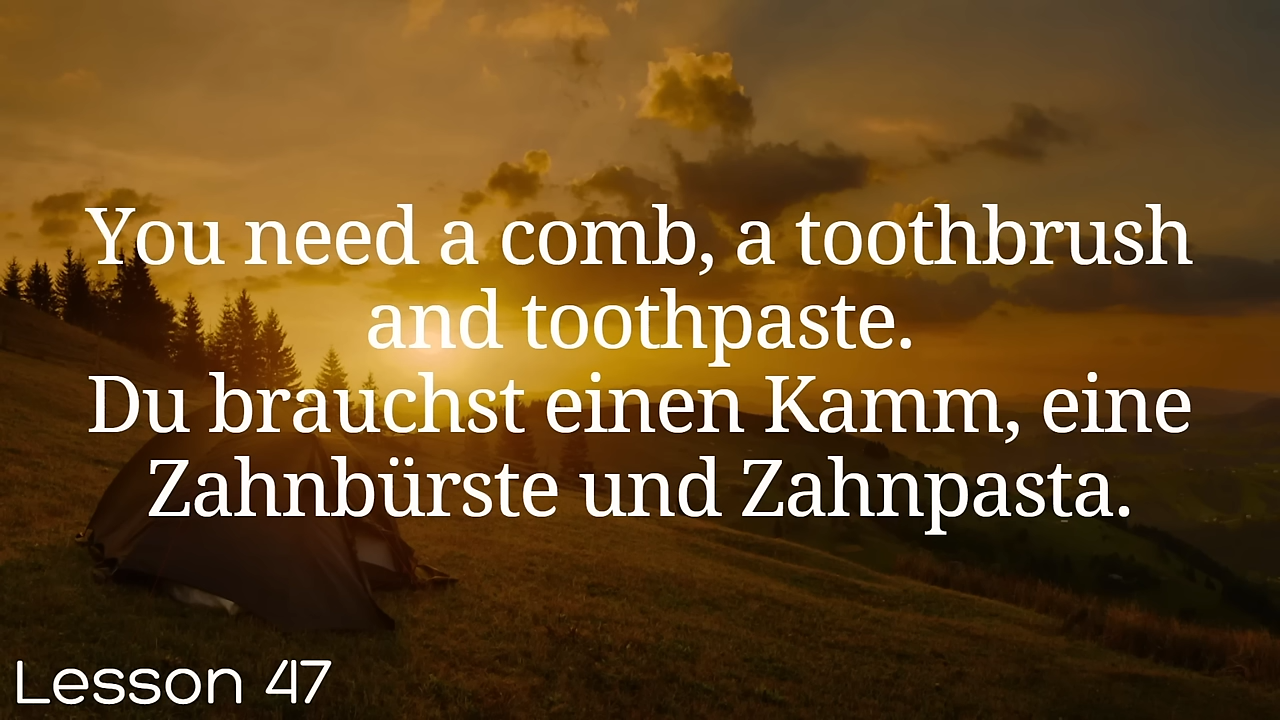 You need a comb, a toothbrush
and toothpaste.
Du brauchst einen Kamm, eine
Zahnbürste und Zahnpasta.
Lesson 47